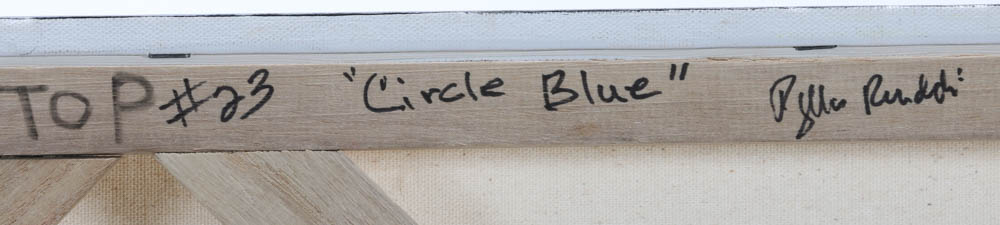 TOP #23 "Circle Blue"